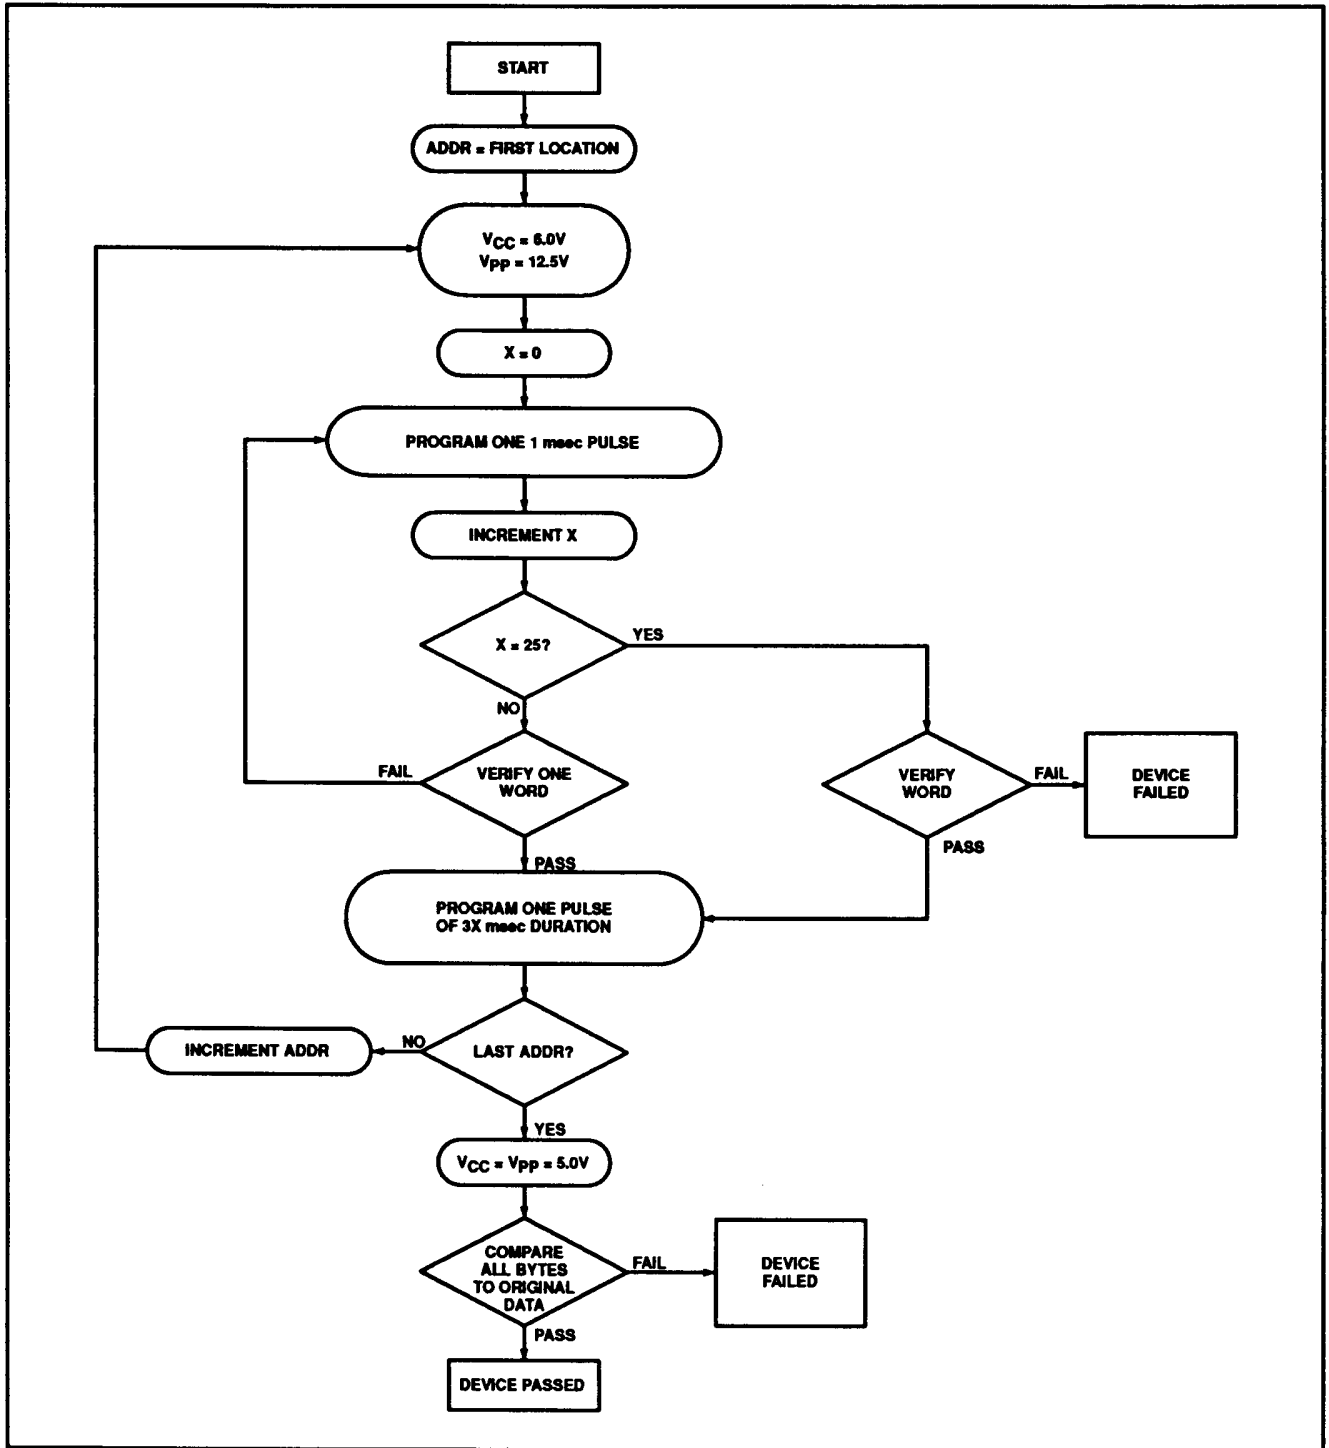 START
ADDR = FIRST LOCATION
VCC = 6.0V
VPP = 12.5V
X = 0
PROGRAM ONE 1 msec PULSE
INCREMENT X
X = 25?
YES
NO
VERIFY ONE
WORD
FAIL
VERIFY
WORD
FAIL
DEVICE
FAILED
PASS
PASS
PROGRAM ONE PULSE
OF 3X msec DURATION
INCREMENT ADDR
NO
LAST ADDR?
YES
VCC = VPP = 5.0V
COMPARE
ALL BYTES
TO ORIGINAL
DATA
FAIL
DEVICE
FAILED
PASS
DEVICE PASSED